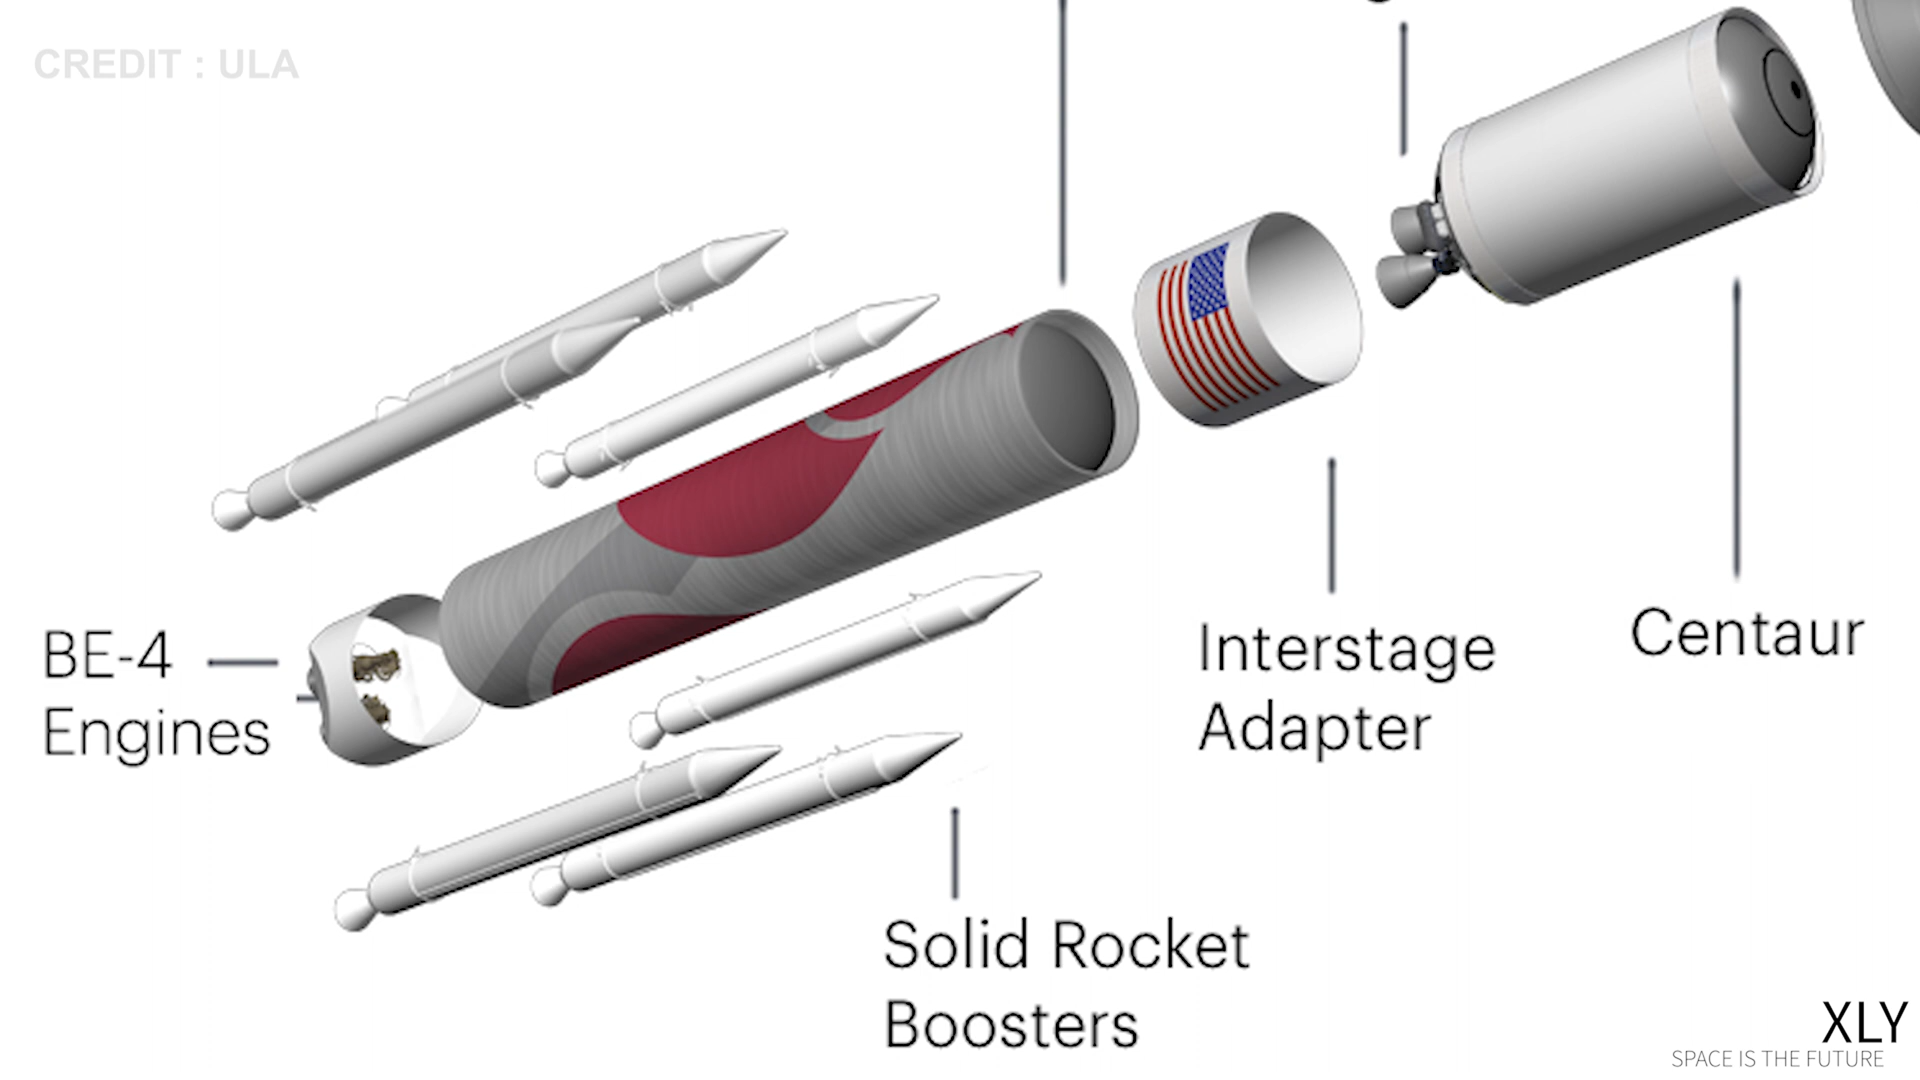 CREDIT : ULA
BE-4
Engines
Interstage
Adapter
Centaur
Solid Rocket
Boosters
XLY
SPACE IS THE FUTURE